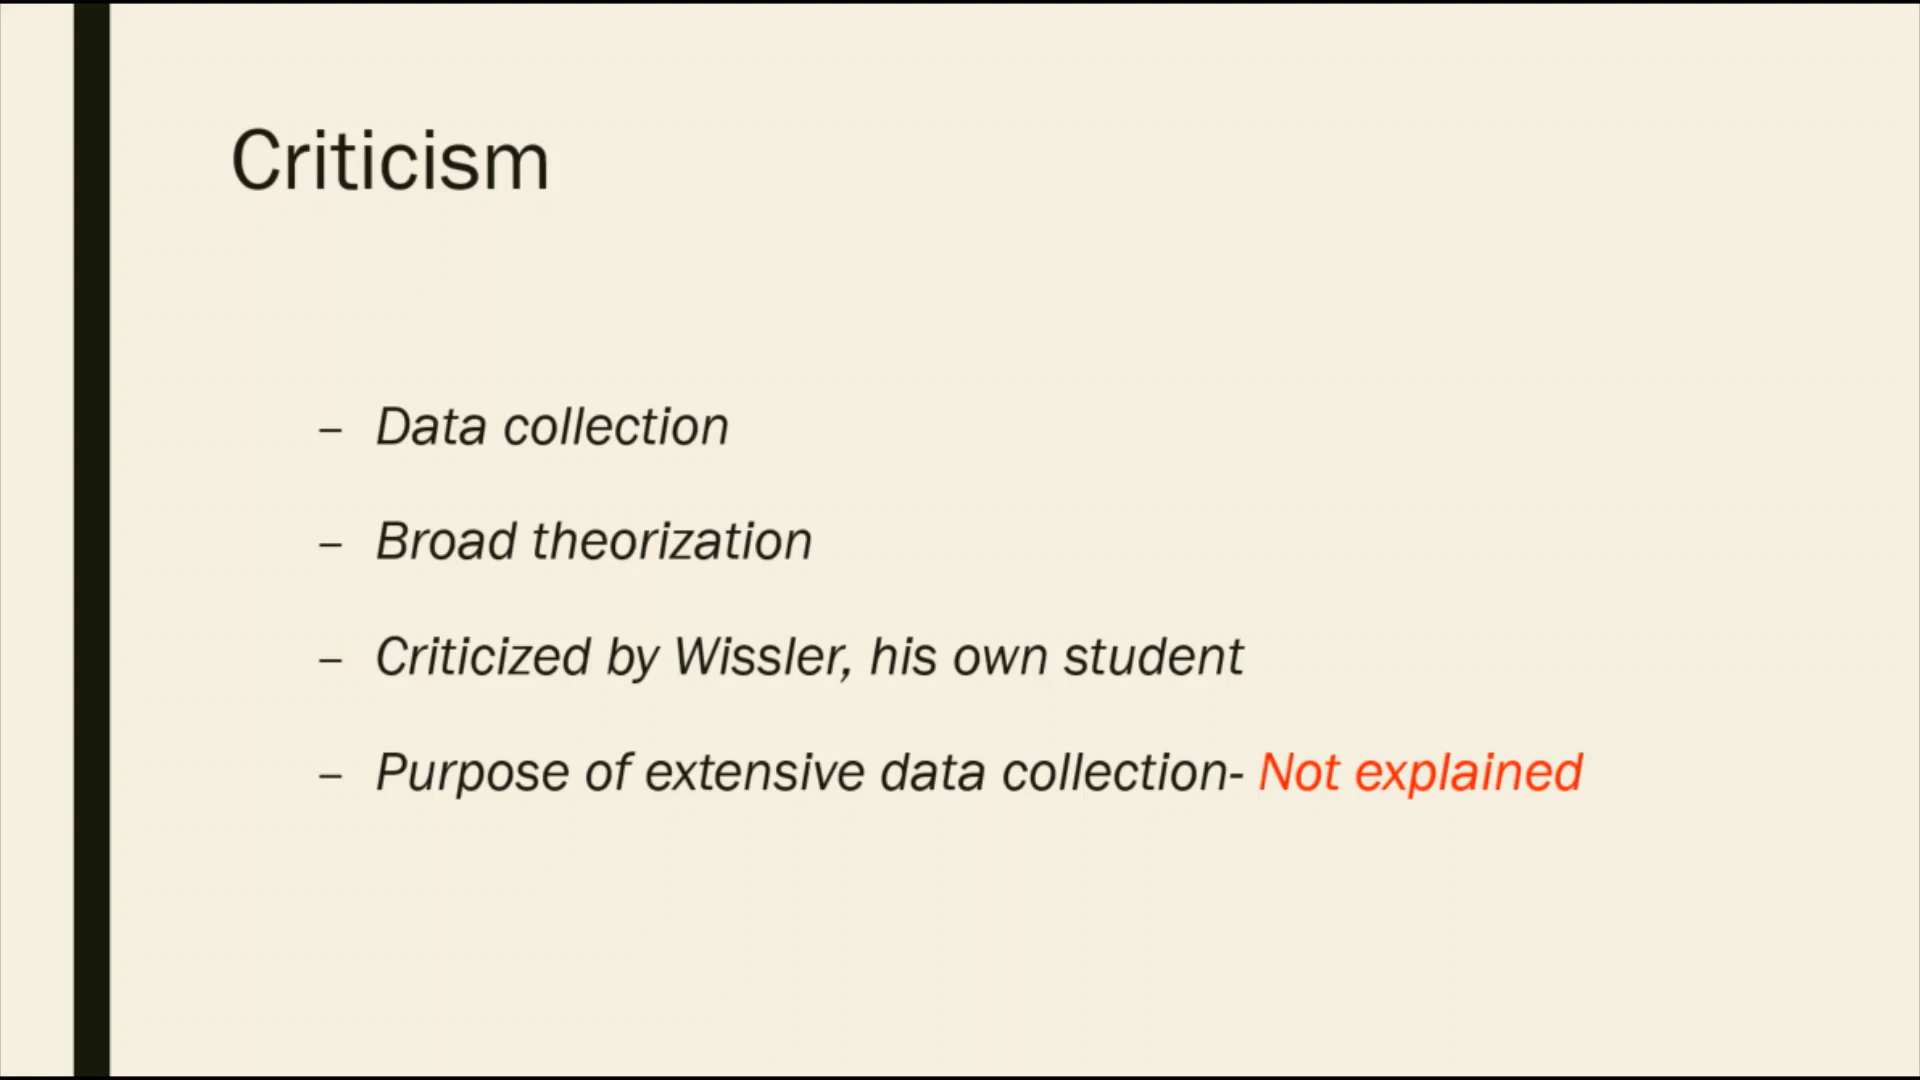 Criticism
– Data collection
– Broad theorization
– Criticized by Wissler, his own student
– Purpose of extensive data collection- Not explained